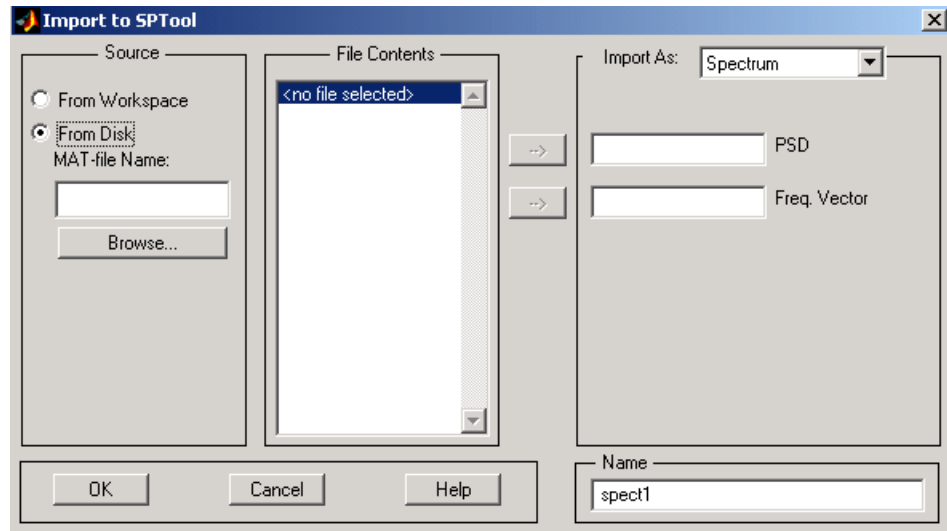 Import to SPTool
Source
From Workspace
From Disk
MAT-file Name:
Browse...
File Contents
<no file selected>
-->
-->
Import As:
Spectrum
PSD
Freq. Vector
OK
Cancel
Help
Name
spect1